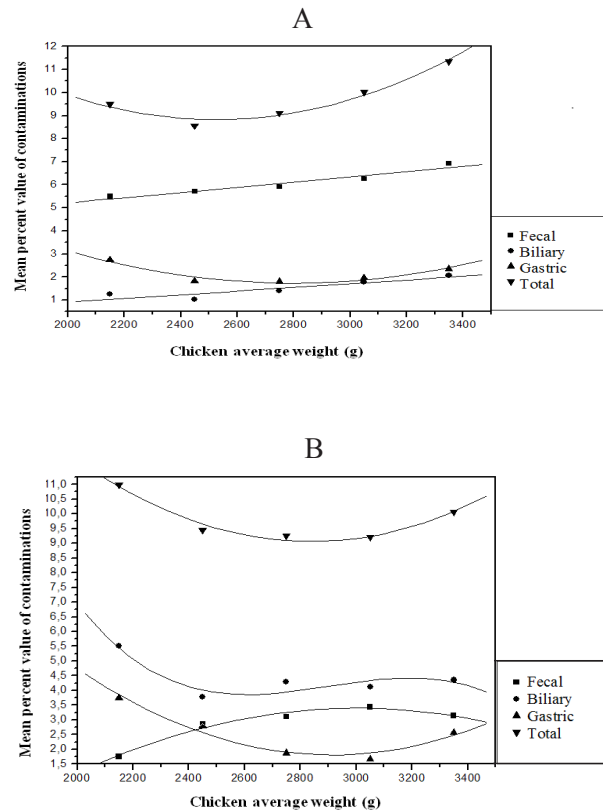 A
12
11
10
9
8
7
6
5
4
3
2
1
Mean percent value of contaminations
2000 2200 2400 2600 2800 3000 3200 3400
Chicken average weight (g)
Fecal
Biliary
Gastric
Total
B
11,0
10,5
10,0
9,5
9,0
8,5
8,0
7,5
7,0
6,5
6,0
5,5
5,0
4,5
4,0
3,5
3,0
2,5
2,0
1,5
Mean percent value of contaminations
2000 2200 2400 2600 2800 3000 3200 3400
Chicken average weight (g)
Fecal
Biliary
Gastric
Total